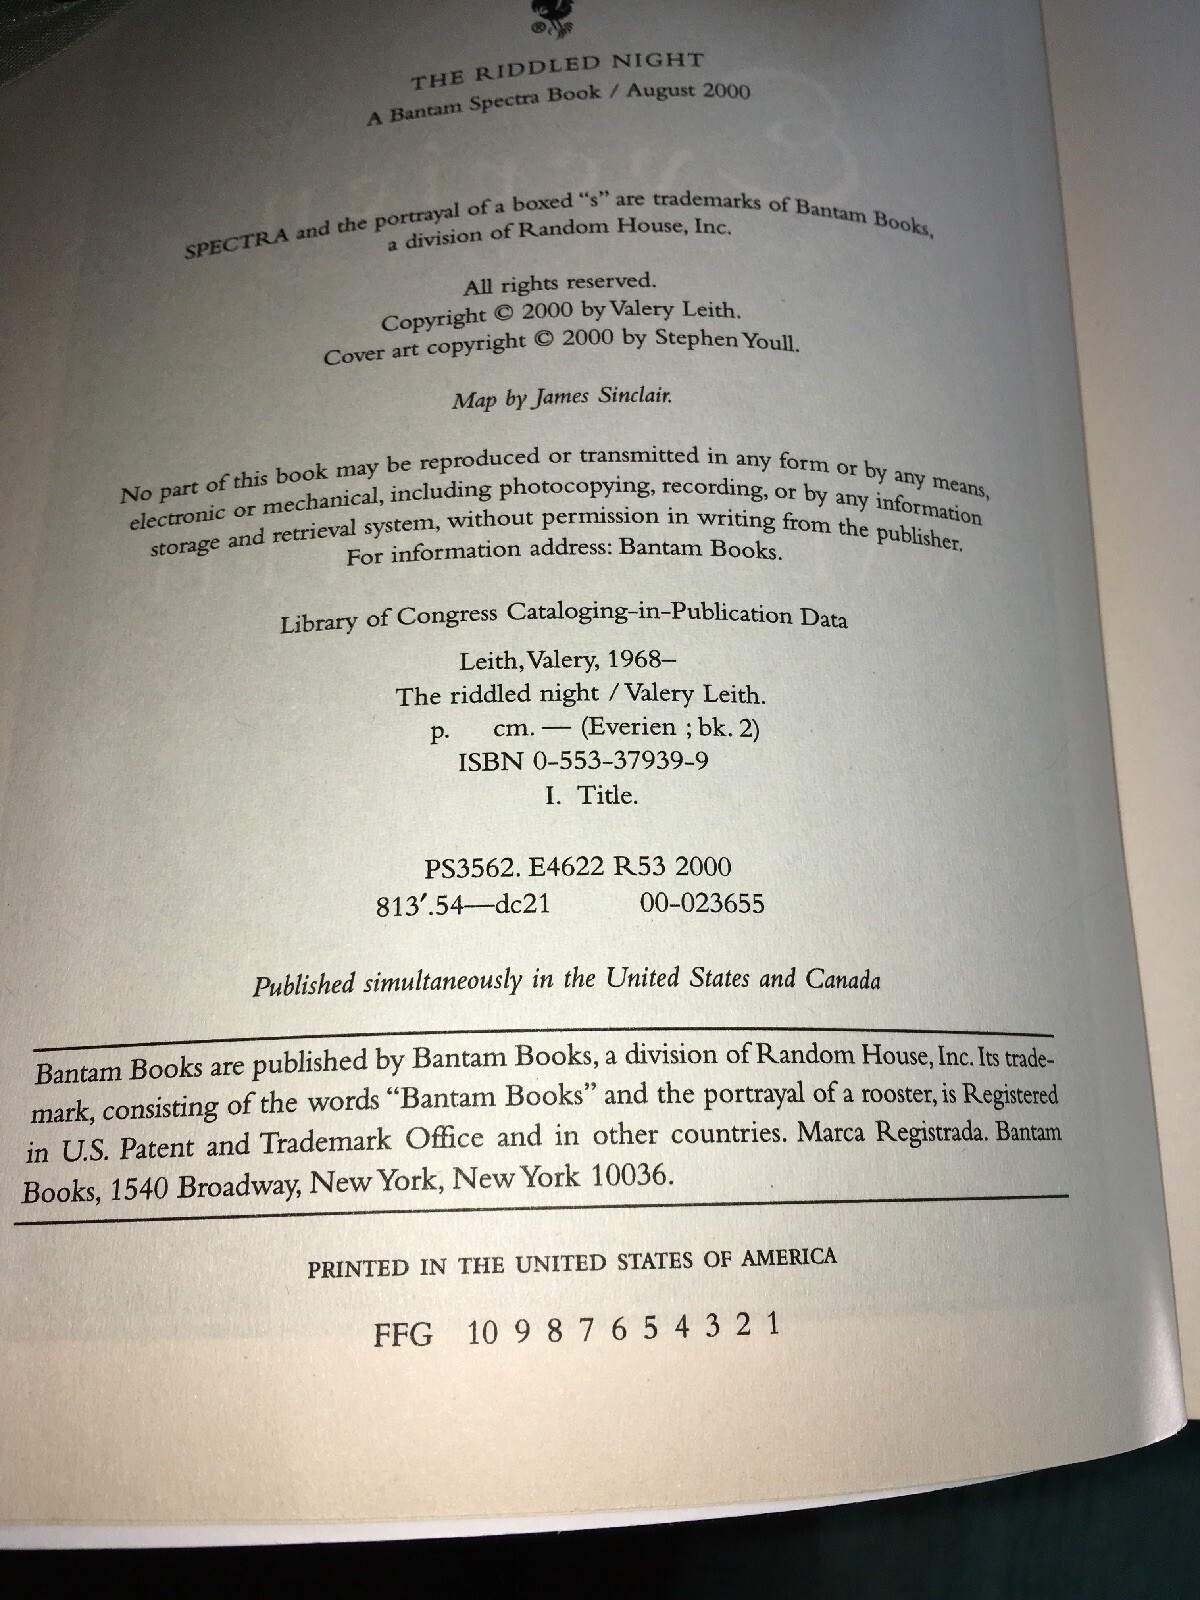 THE RIDDLED NIGHT
A Bantam Spectra Book / August 2000
SPECTRA and the portrayal of a boxed “s” are trademarks of Bantam Books,
a division of Random House, Inc.
All rights reserved.
Copyright © 2000 by Valery Leith.
Cover art copyright © 2000 by Stephen Youll.
Map by James Sinclair.
No part of this book may be reproduced or transmitted in any form or by any means,
electronic or mechanical, including photocopying, recording, or by any information
storage and retrieval system, without permission in writing from the publisher.
For information address: Bantam Books.
Library of Congress Cataloging-in-Publication Data
Leith, Valery, 1968–
The riddled night / Valery Leith.
p. cm. — (Everien ; bk. 2)
ISBN 0-553-37939-9
I. Title.
PS3562. E4622 R53 2000
813′.54—dc21 00-023655
Published simultaneously in the United States and Canada
Bantam Books are published by Bantam Books, a division of Random House, Inc. Its trade-
mark, consisting of the words “Bantam Books” and the portrayal of a rooster, is Registered
in U.S. Patent and Trademark Office and in other countries. Marca Registrada. Bantam
Books, 1540 Broadway, New York, New York 10036.
PRINTED IN THE UNITED STATES OF AMERICA
FFG 10 9 8 7 6 5 4 3 2 1